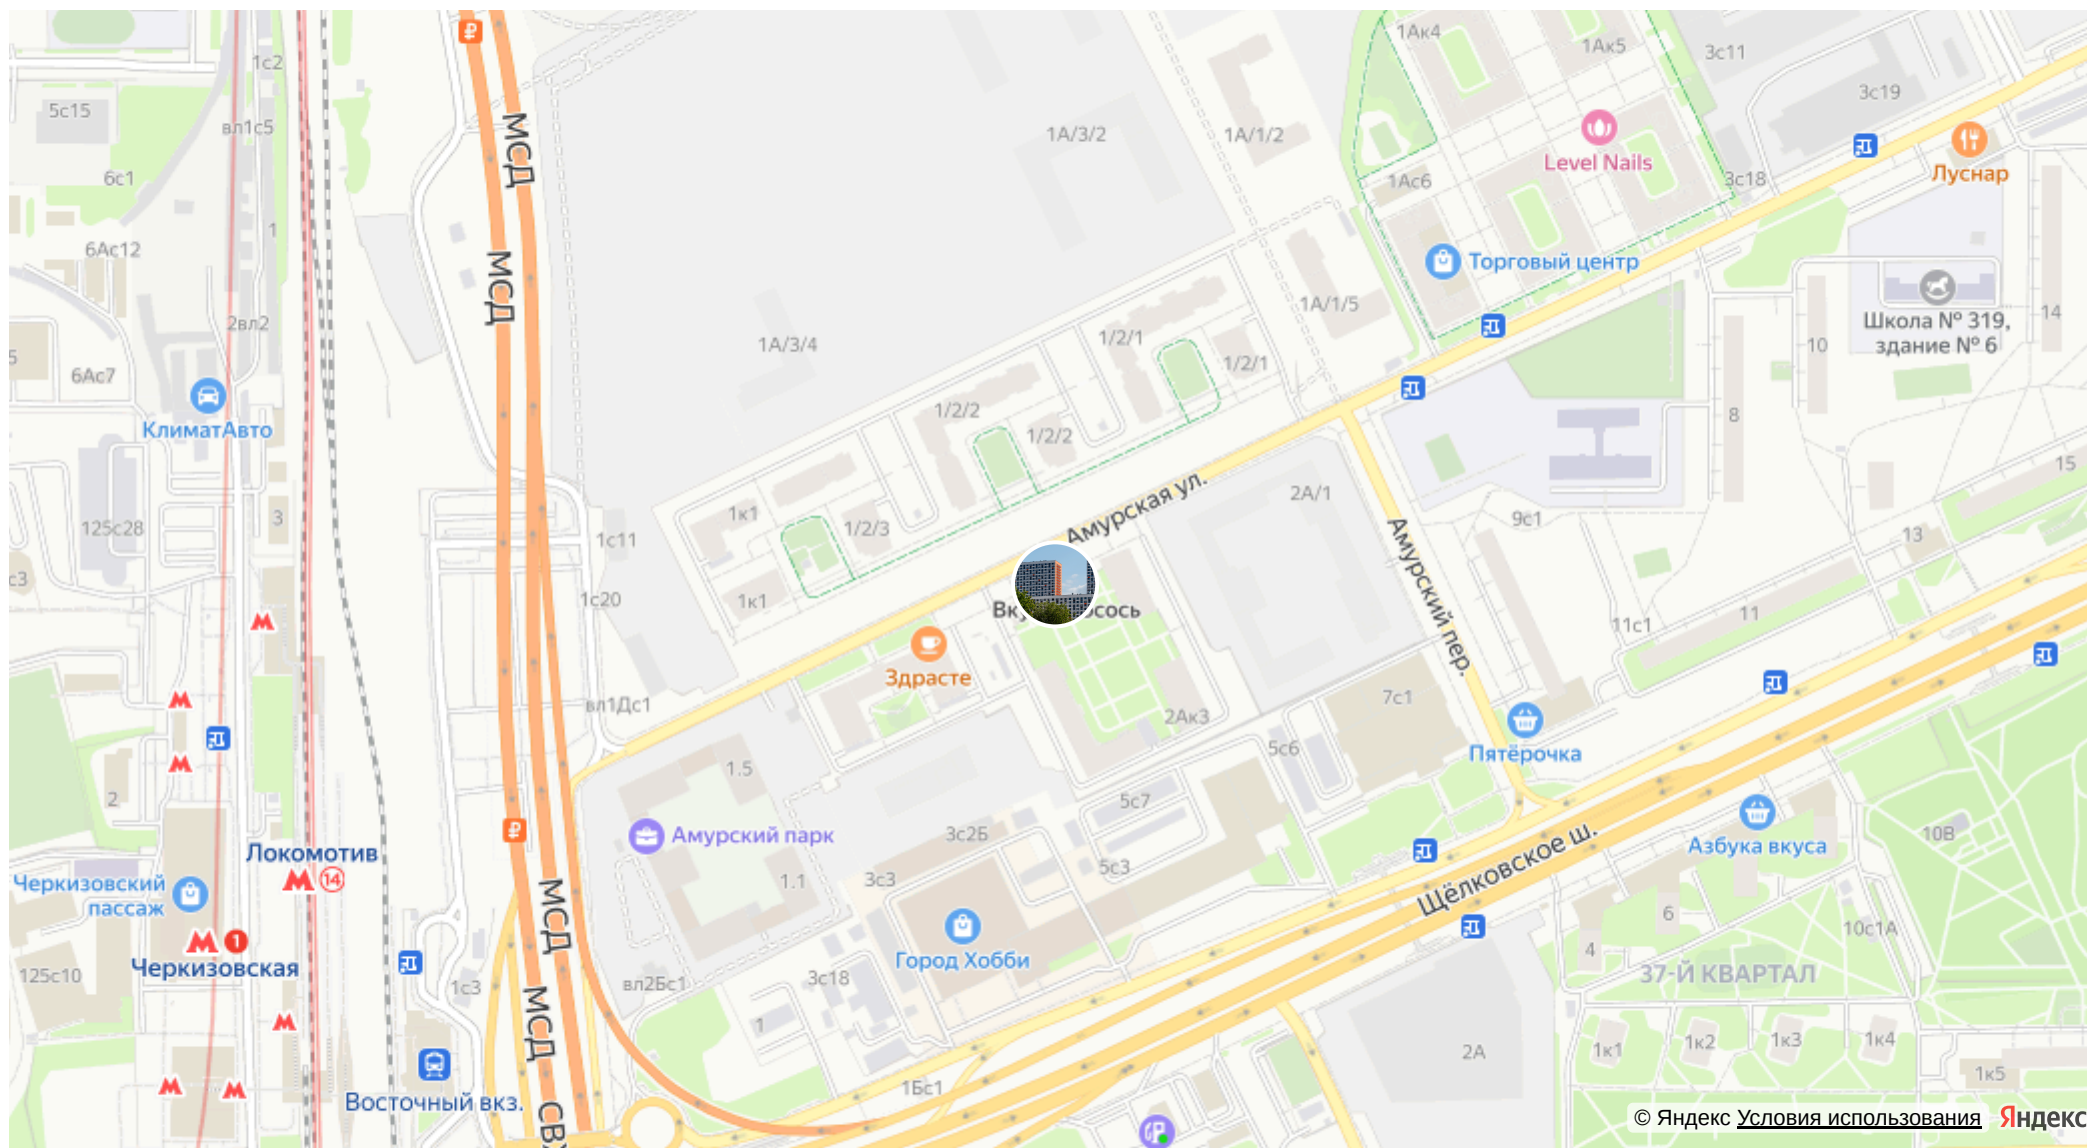 1с2
МСД
1Ак4
1Ак5
3с11
3с19
5с15
вл1с5
1А/3/2
1А/1/2
Level Nails
Луснар
6с1
1Ас6
3с18
6Ас12
1
МСД
Торговый центр
1А/1/5
Школа № 319,
здание № 6
14
10
2вл2
1А/3/4
1/2/1
1/2/1
5
6Ас7
КлиматАвто
1/2/2
1/2/2
8
15
125с28
3
1с11
1к1
1/2/3
Амурская ул.
2А/1
9с1
13
Амурский пер.
с3
1с20
1к1
11
11с1
Здрасте
вл1Дс1
2Ак3
7с1
5с6
Пятёрочка
1.5
2
5с7
Амурский парк
3с2Б
Щёлковское ш.
Азбука вкуса
10В
Локомотив
14
Черкизовский
пассаж
1.1
3с3
5с3
МСД
1
Черкизовская
Город Хобби
6
10с1А
4
37-Й КВАРТАЛ
125с10
1с3
вл2Бс1
3с18
МСД
1
2А
1к1
1к2
1к3
1к4
1к5
1Бс1
Восточный вкз.
© Яндекс Условия использования
Яндекс